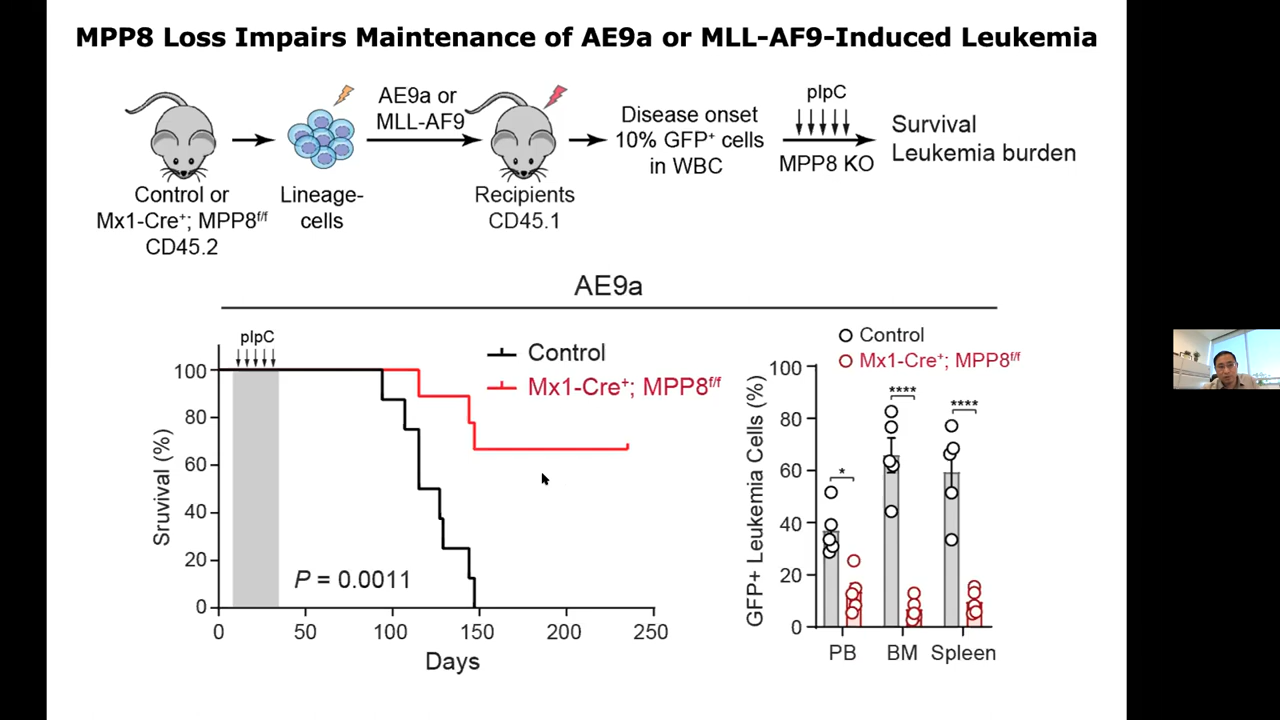 MPP8 Loss Impairs Maintenance of AE9a or MLL-AF9-Induced Leukemia
AE9a or
MLL-AF9
Disease onset
10% GFP⁺ cells
in WBC
pIpC
MPP8 KO
Survival
Leukemia burden
Control or
Mx1-Cre⁺; MPP8f/f
CD45.2
Lineage-
cells
Recipients
CD45.1
AE9a
pIpC
Control
Mx1-Cre⁺; MPP8f/f
Sruvival (%)
100
80
60
40
20
0
P = 0.0011
0
50
100
150
200
250
Days
Control
Mx1-Cre⁺; MPP8f/f
GFP+ Leukemia Cells (%)
100
80
60
40
20
0
*
****
****
PB
BM
Spleen